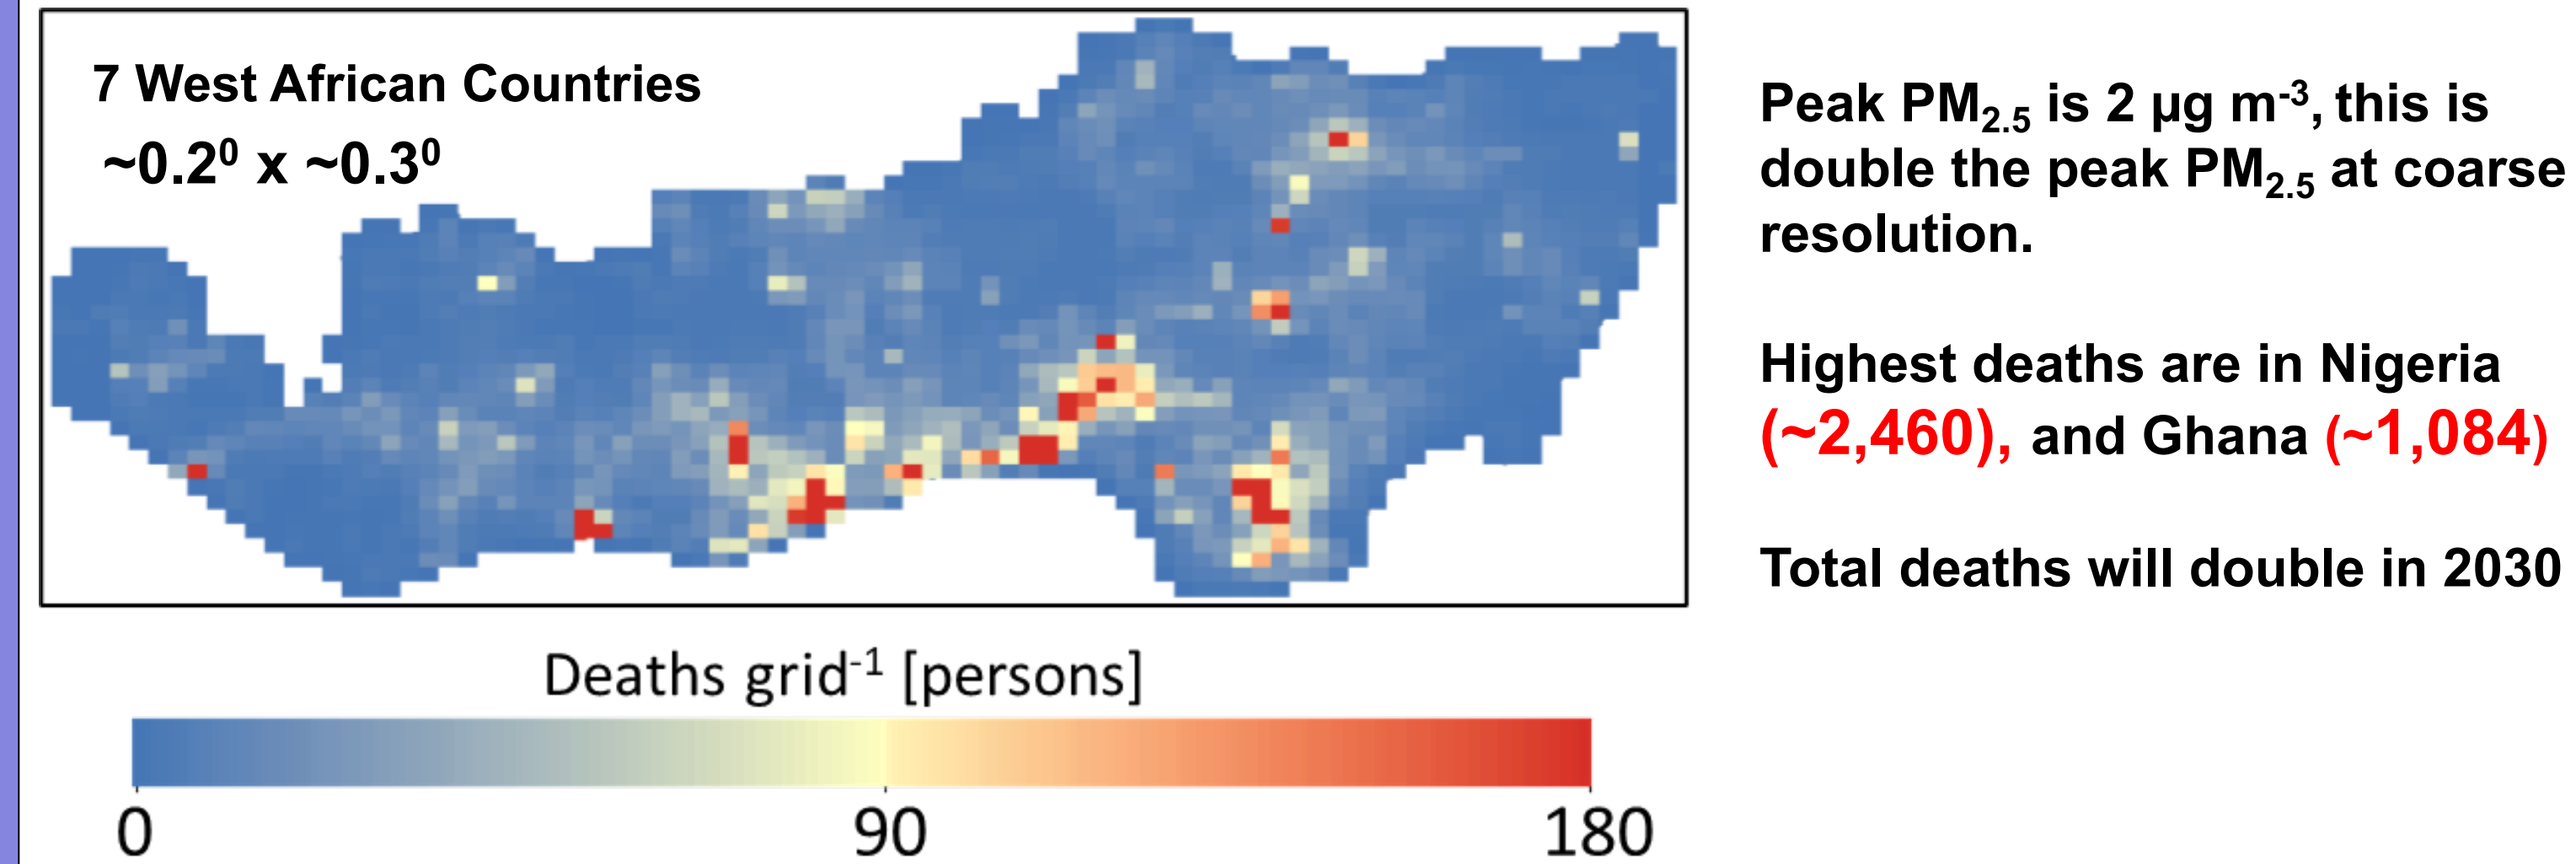 7 West African Countries
~0.2⁰ x ~0.3⁰
Peak PM₂.₅ is 2 µg m⁻³, this is
double the peak PM₂.₅ at coarse
resolution.
Highest deaths are in Nigeria
(~2,460), and Ghana (~1,084)
Total deaths will double in 2030
Deaths grid⁻¹ [persons]
0 90 180